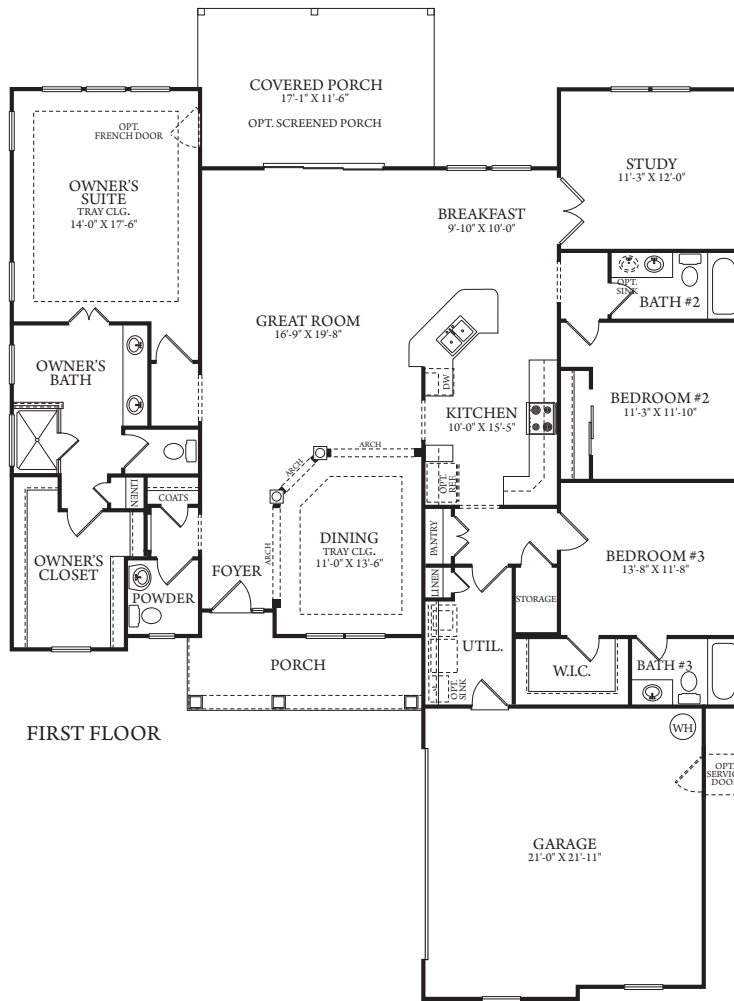 COVERED PORCH
17'-1" X 11'-6"
OPT. SCREENED PORCH
OPT.
FRENCH DOOR
OWNER'S
SUITE
TRAY CLG.
14'-0" X 17'-6"
STUDY
11'-3" X 12'-0"
BREAKFAST
9'-10" X 10'-0"
OPT.
SINK
BATH #2
GREAT ROOM
16'-9" X 19'-8"
OWNER'S
BATH
DW
KITCHEN
10'-0" X 15'-5"
BEDROOM #2
11'-3" X 11'-10"
ARCH
ARCH
ARCH
OPT.
REF.
LINEN
COATS
DINING
TRAY CLG.
11'-0" X 13'-6"
PANTRY
OWNER'S
CLOSET
FOYER
POWDER
LINEN
STORAGE
BEDROOM #3
13'-8" X 11'-8"
UTIL.
OPT.
SINK
W.I.C.
BATH #3
PORCH
FIRST FLOOR
WH
OPT.
SERVICE
DOOR
GARAGE
21'-0" X 21'-11"